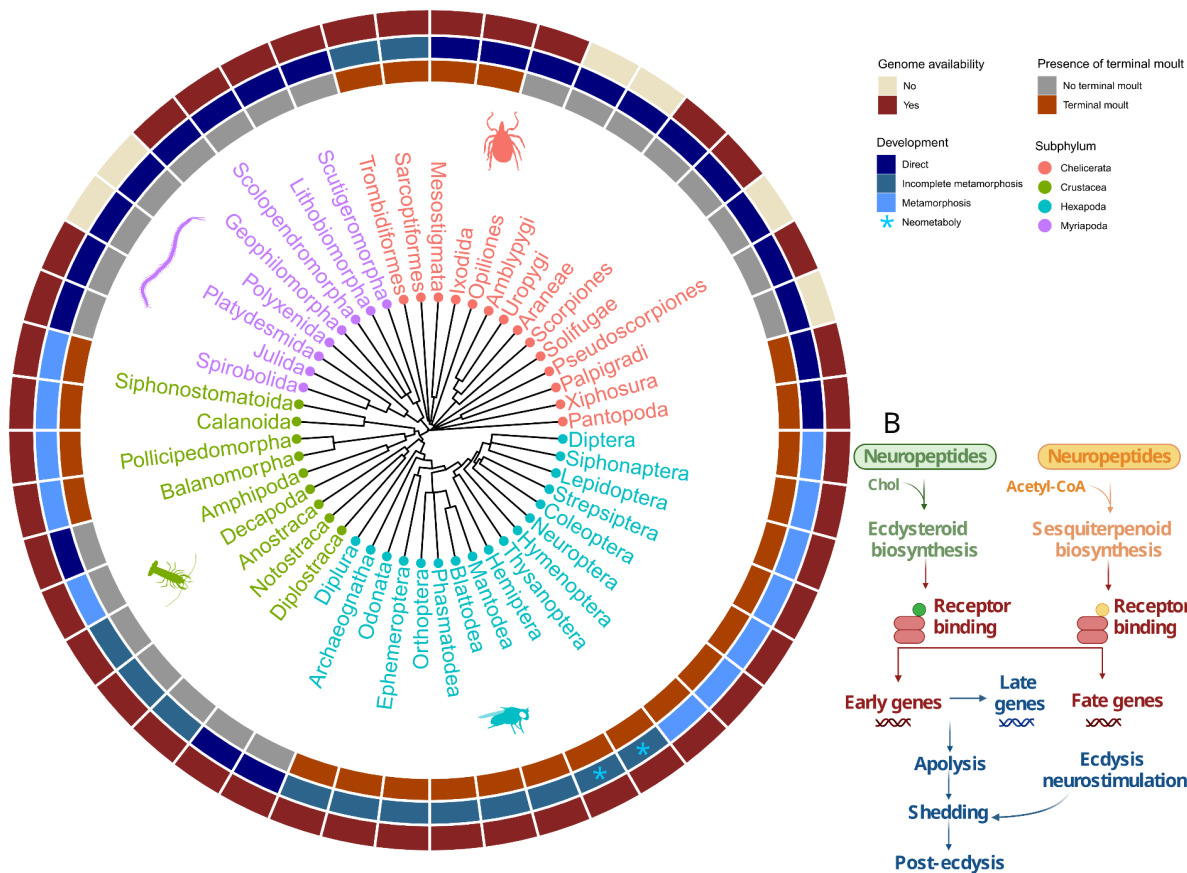 Genome availability
No
Yes
Presence of terminal moult
No terminal moult
Terminal moult
Development
Direct
Incomplete metamorphosis
Metamorphosis
* Neometaboly
Subphylum
Chelicerata
Crustacea
Hexapoda
Myriapoda
Scutigeromorpha
Lithobiomorpha
Scolopendromorpha
Geophilomorpha
Polyxenida
Platydesmida
Julida
Spirobolida
Siphonostomatoida
Calanoida
Pollicipedomorpha
Balanomorpha
Amphipoda
Decapoda
Anostraca
Notostraca
Diplostraca
Diplura
Archaeognatha
Odonata
Ephemeroptera
Orthoptera
Phasmatodea
Blattodea
Mantodea
Hemiptera
Thysanoptera
Hymenoptera
Neuroptera
Coleoptera
Strepsiptera
Lepidoptera
Siphonaptera
Diptera
Pantopoda
Xiphosura
Palpigradi
Pseudoscorpiones
Solifugae
Scorpiones
Araneae
Uropygi
Amblypygi
Opiliones
Ixodida
Mesostigmata
Sarcoptiformes
Trombidiformes
*
*
B
Neuropeptides
Neuropeptides
Chol
Acetyl-CoA
Ecdysteroid
biosynthesis
Sesquiterpenoid
biosynthesis
Receptor
binding
Receptor
binding
Early genes
Late
genes
Fate genes
Apolysis
Ecdysis
neurostimulation
Shedding
Post-ecdysis